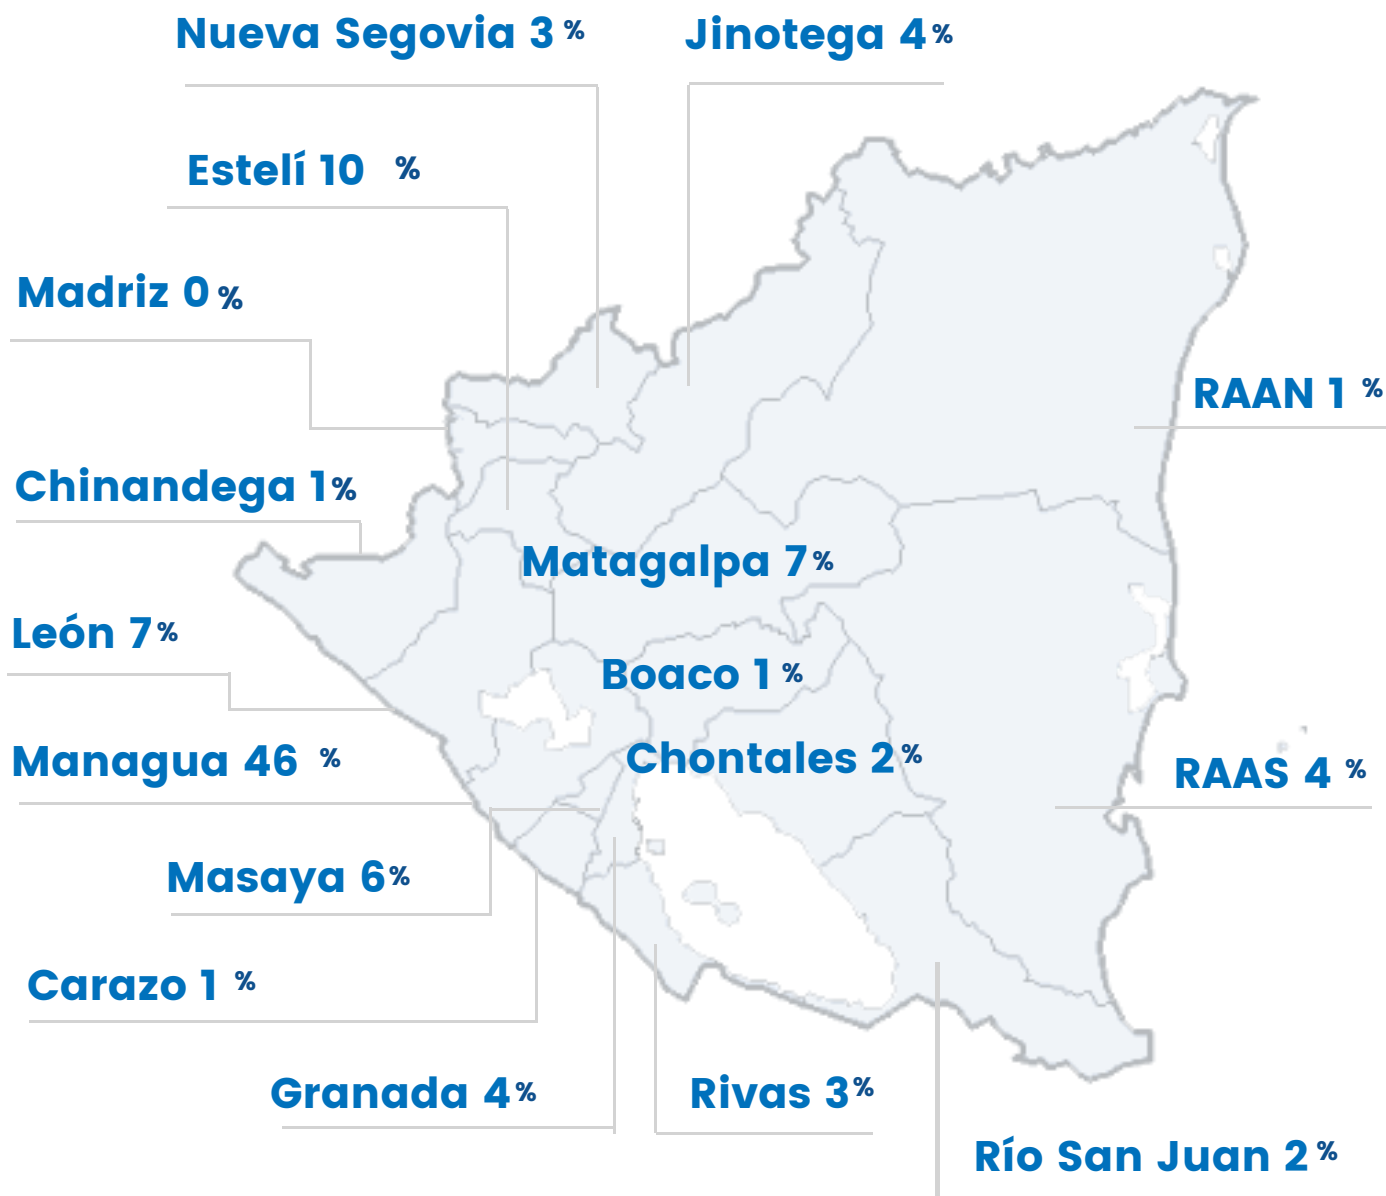 Nueva Segovia 3 %
Jinotega 4%
Estelí 10 %
Madriz 0%
RAAN 1 %
Chinandega 1%
Matagalpa 7%
León 7%
Boaco 1 %
Managua 46 %
Chontales 2%
RAAS 4 %
Masaya 6%
Carazo 1 %
Granada 4%
Rivas 3%
Río San Juan 2 %